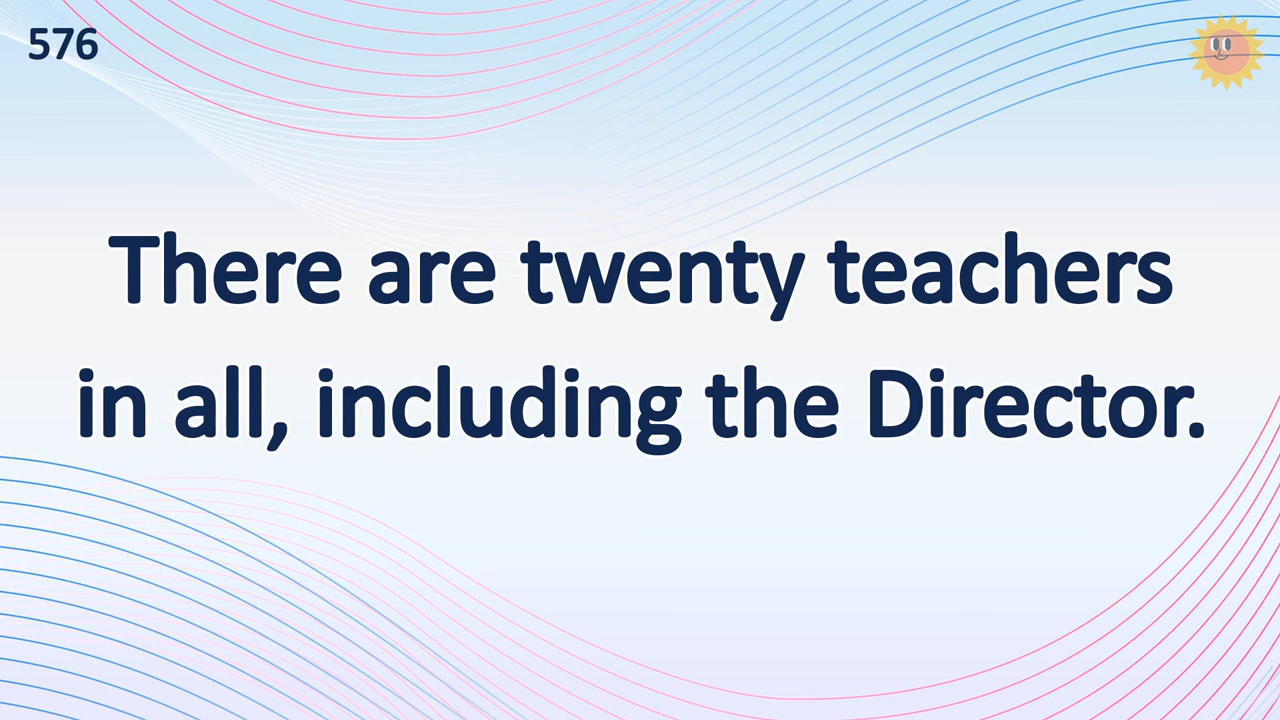 576
There are twenty teachers
in all, including the Director.